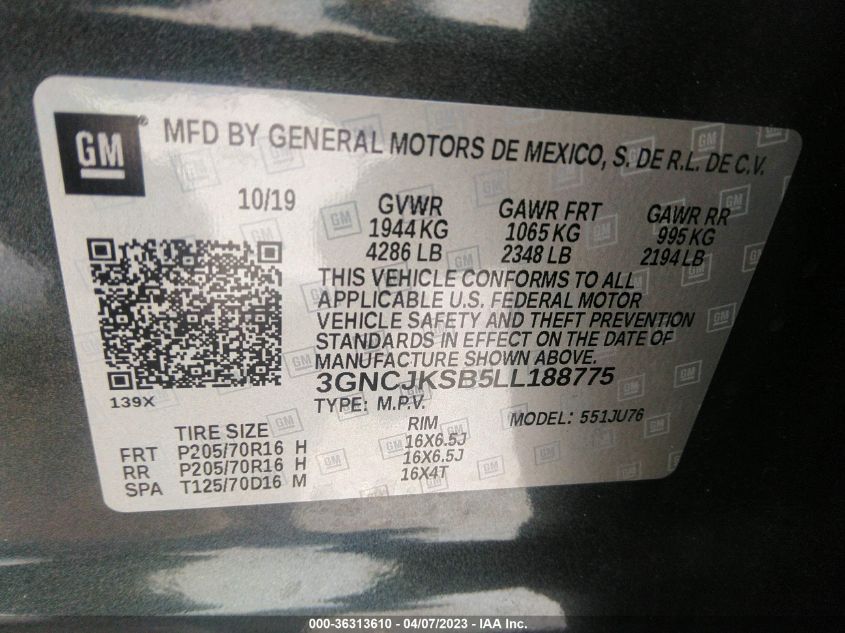 GM
MFD BY GENERAL MOTORS DE MEXICO, S. DE R.L. DE C.V.
10/19
GVWR GAWR FRT GAWR RR
1944 KG 1065 KG 995 KG
4286 LB 2348 LB 2194 LB
THIS VEHICLE CONFORMS TO ALL
APPLICABLE U.S. FEDERAL MOTOR
VEHICLE SAFETY AND THEFT PREVENTION
STANDARDS IN EFFECT ON THE DATE OF
MANUFACTURE SHOWN ABOVE.
3GNCJKSB5LL188775
139X
TYPE: M.P.V. MODEL: 551JU76
TIRE SIZE RIM
FRT P205/70R16 H 16X6.5J
RR P205/70R16 H 16X6.5J
SPA T125/70D16 M 16X4T
000-36313610 - 04/07/2023 - ©IAA Inc.